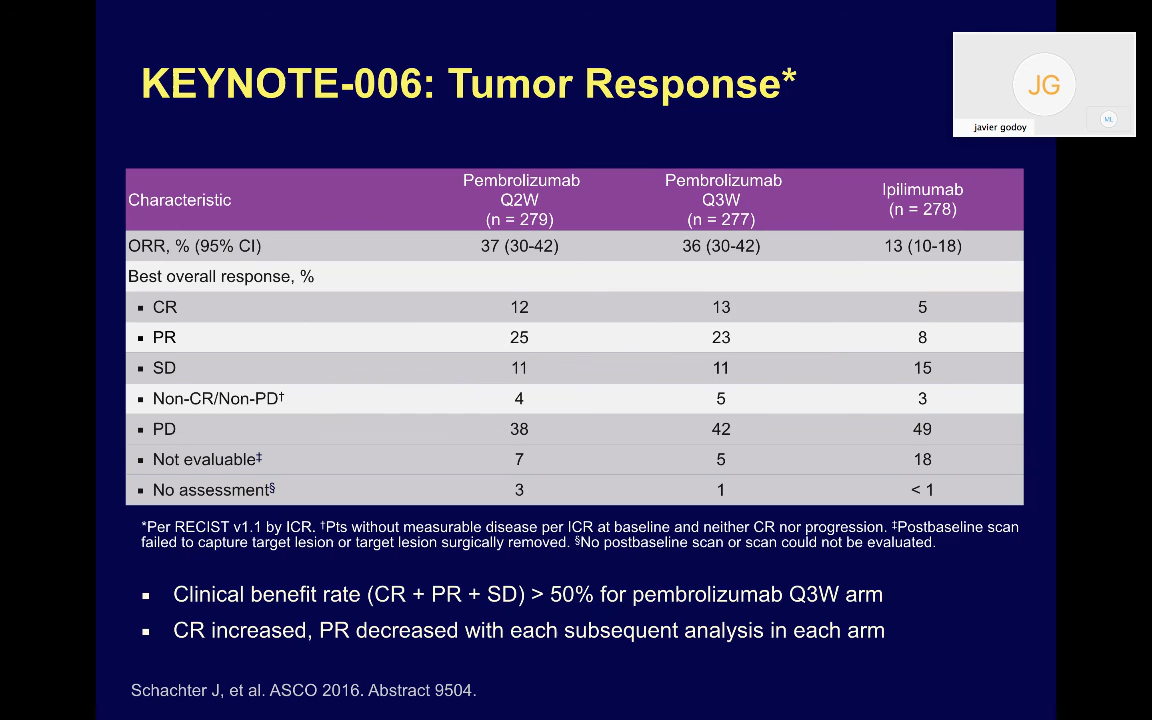 KEYNOTE-006: Tumor Response*
JG
ML
javier godoy
Characteristic Pembrolizumab Q2W (n = 279) Pembrolizumab Q3W (n = 277) Ipilimumab (n = 278)
ORR, % (95% CI) 37 (30-42) 36 (30-42) 13 (10-18)
Best overall response, %
▪ CR 12 13 5
▪ PR 25 23 8
▪ SD 11 11 15
▪ Non-CR/Non-PD† 4 5 3
▪ PD 38 42 49
▪ Not evaluable‡ 7 5 18
▪ No assessment§ 3 1 < 1
*Per RECIST v1.1 by ICR. †Pts without measurable disease per ICR at baseline and neither CR nor progression. ‡Postbaseline scan
failed to capture target lesion or target lesion surgically removed. §No postbaseline scan or scan could not be evaluated.
▪ Clinical benefit rate (CR + PR + SD) > 50% for pembrolizumab Q3W arm
▪ CR increased, PR decreased with each subsequent analysis in each arm
Schachter J, et al. ASCO 2016. Abstract 9504.